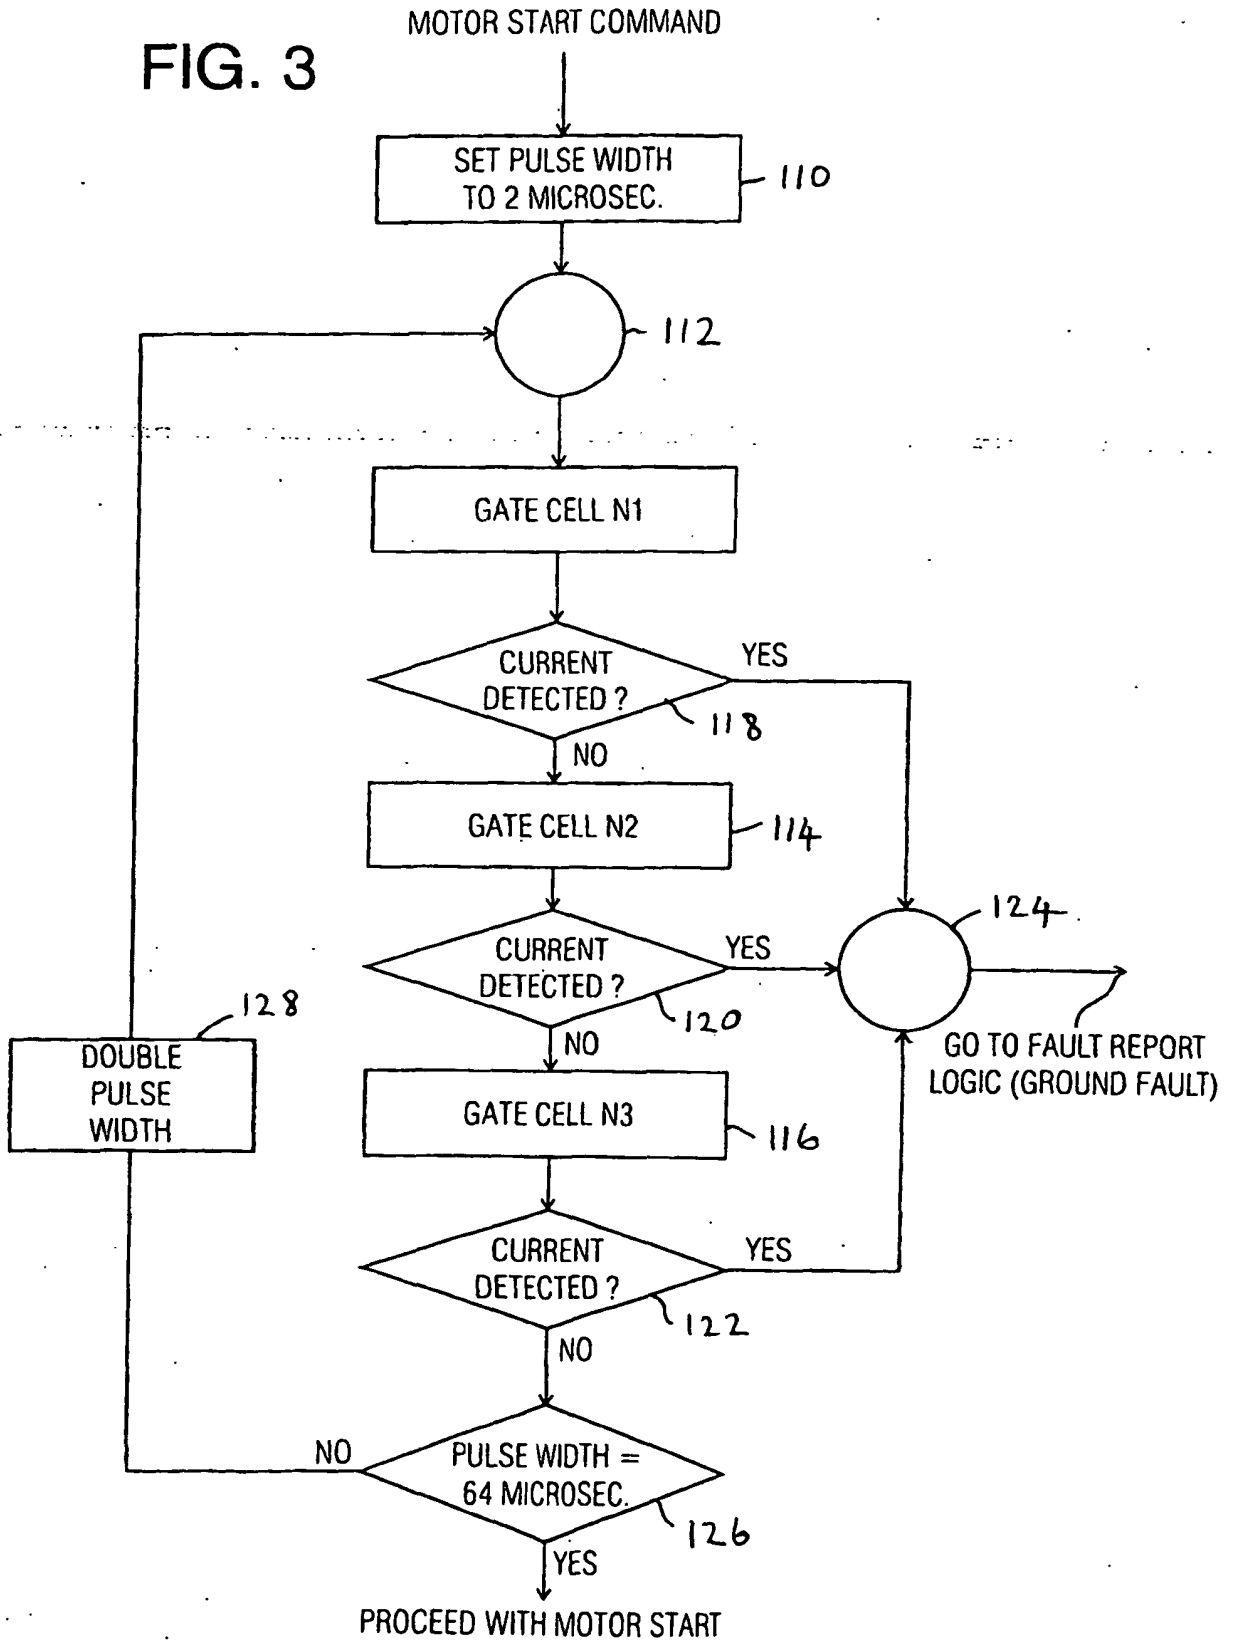 MOTOR START COMMAND
FIG. 3
SET PULSE WIDTH
TO 2 MICROSEC.
110
112
GATE CELL N1
CURRENT
DETECTED ?
YES
118
NO
GATE CELL N2
114
CURRENT
DETECTED ?
YES
120
124
NO
GO TO FAULT REPORT
LOGIC (GROUND FAULT)
128
DOUBLE
PULSE
WIDTH
GATE CELL N3
116
CURRENT
DETECTED ?
YES
122
NO
PULSE WIDTH =
64 MICROSEC.
NO
126
YES
PROCEED WITH MOTOR START